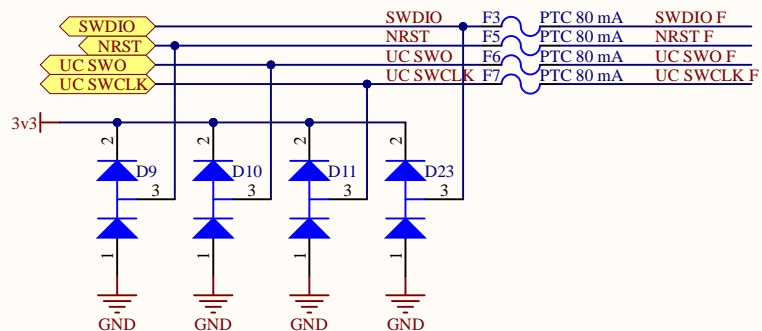 SWDIO SWDIO F3 PTC 80 mA SWDIO F
NRST NRST F5 PTC 80 mA NRST F
UC SWO UC SWO F6 PTC 80 mA UC SWO F
UC SWCLK UC SWCLK F7 PTC 80 mA UC SWCLK F
3v3
2 2 2 2
D9 D10 D11 D23
3 3 3 3
1 1 1 1
GND GND GND GND